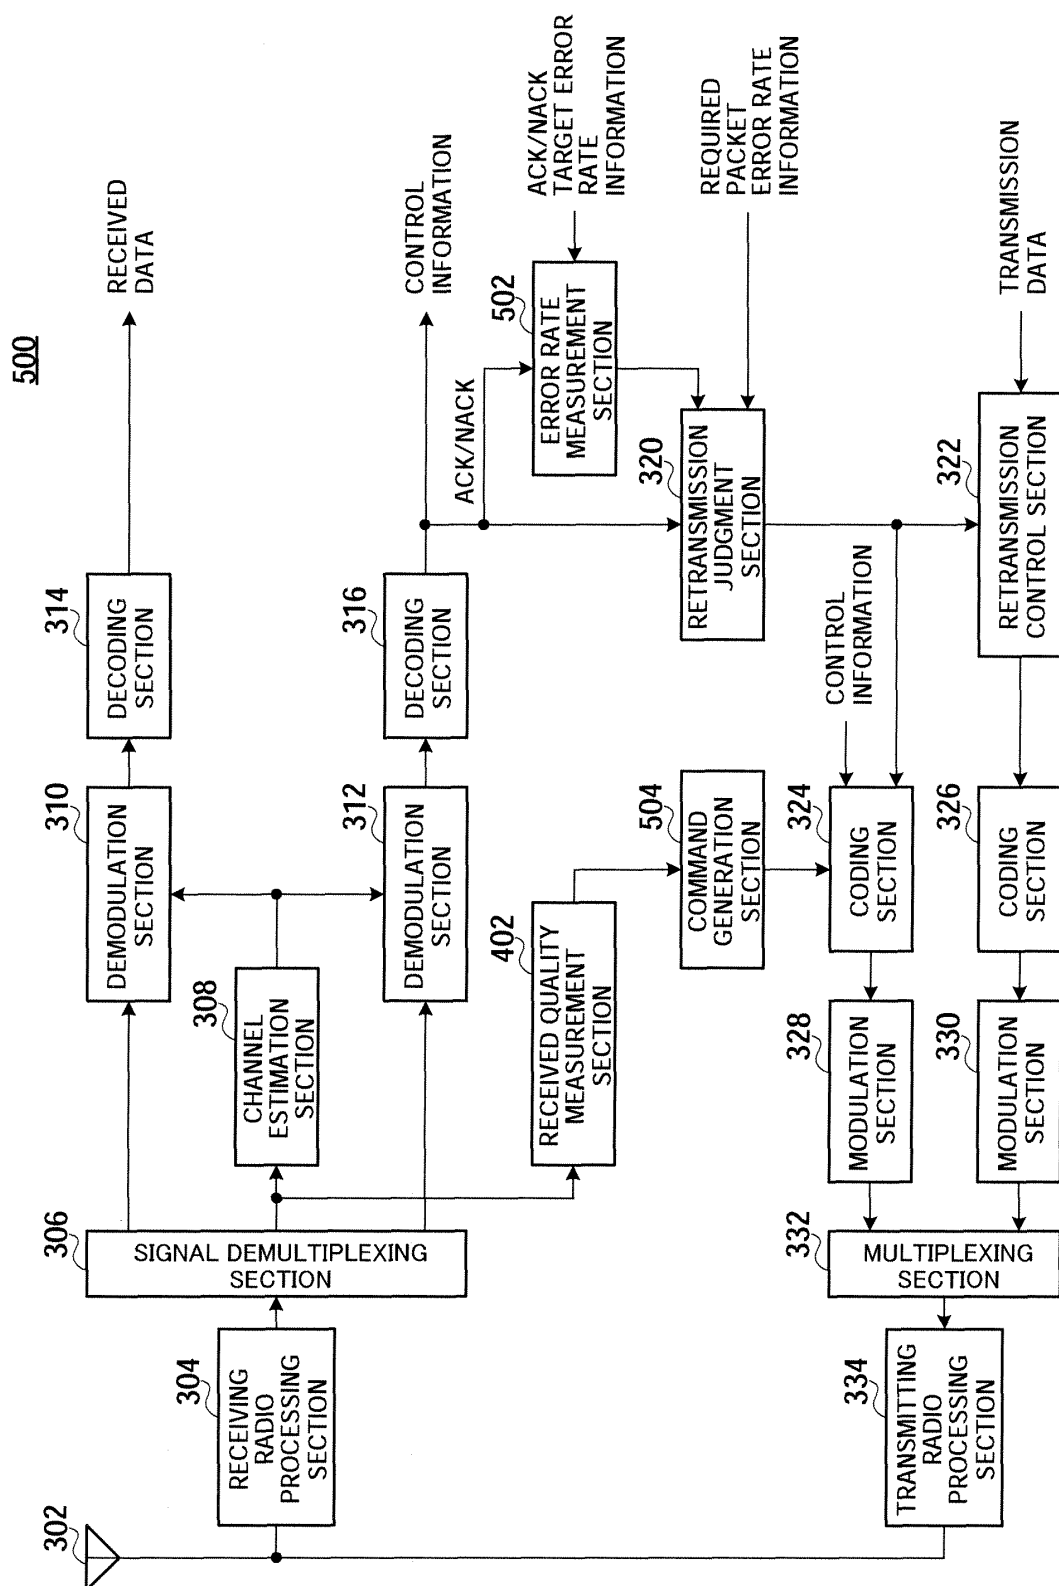 500
302
304
RECEIVING
RADIO
PROCESSING
SECTION
306
SIGNAL DEMULTIPLEXING
SECTION
308
CHANNEL
ESTIMATION
SECTION
310
DEMODULATION
SECTION
314
DECODING
SECTION
RECEIVED
DATA
312
DEMODULATION
SECTION
316
DECODING
SECTION
CONTROL
INFORMATION
ACK/NACK
402
RECEIVED QUALITY
MEASUREMENT
SECTION
502
ERROR RATE
MEASUREMENT
SECTION
ACK/NACK
TARGET ERROR
RATE
INFORMATION
504
COMMAND
GENERATION
SECTION
320
RETRANSMISSION
JUDGMENT
SECTION
REQUIRED
PACKET
ERROR RATE
INFORMATION
CONTROL
INFORMATION
324
CODING
SECTION
328
MODULATION
SECTION
322
RETRANSMISSION
CONTROL SECTION
TRANSMISSION
DATA
326
CODING
SECTION
330
MODULATION
SECTION
332
MULTIPLEXING
SECTION
334
TRANSMITTING
RADIO
PROCESSING
SECTION